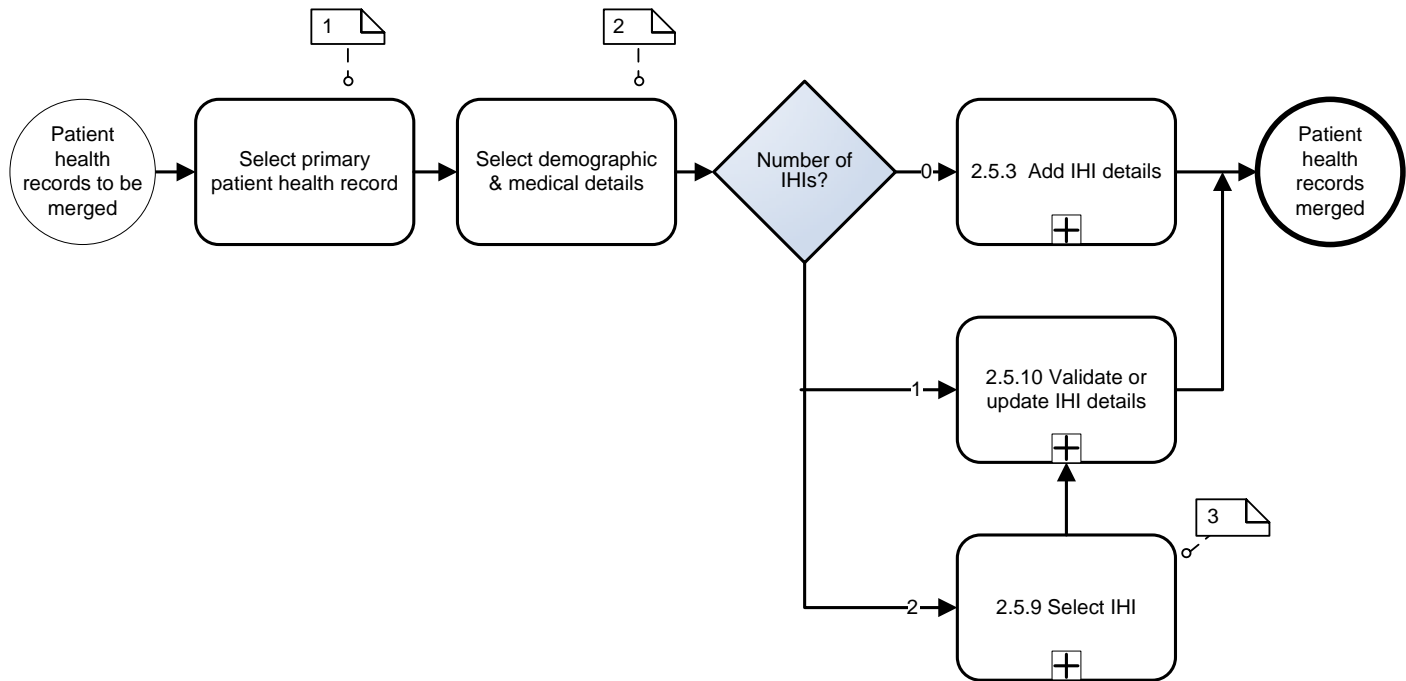 1
2
Patient
health
records to be
merged
Select primary
patient health record
Select demographic
& medical details
Number of
IHIs?
0
2.5.3  Add IHI details
Patient
health
records
merged
1
2.5.10 Validate or
update IHI details
3
2
2.5.9 Select IHI